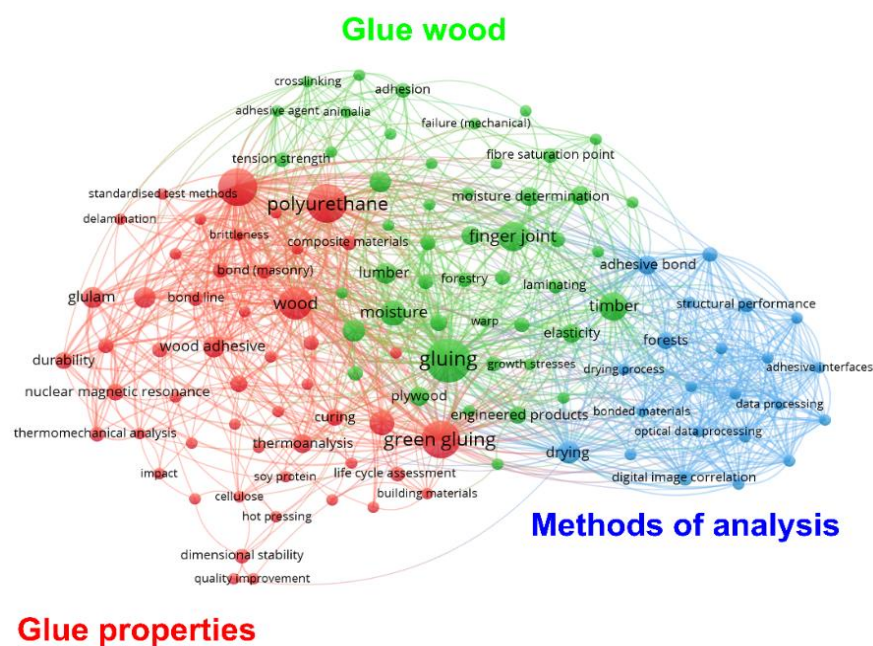 Glue wood
crosslinking
adhesion
adhesive agent
animalia
failure (mechanical)
tension strength
fibre saturation point
standardised test methods
polyurethane
moisture determination
delamination
brittleness
composite materials
finger joint
bond (masonry)
lumber
forestry
laminating
adhesive bond
glulam
bond line
wood
moisture
warp
timber
structural performance
elasticity
forests
durability
wood adhesive
gluing
growth stresses
drying process
adhesive interfaces
nuclear magnetic resonance
plywood
engineered products
bonded materials
data processing
thermomechanical analysis
curing
thermoanalysis
green gluing
optical data processing
drying
impact
soy protein
life cycle assessment
digital image correlation
cellulose
building materials
hot pressing
Methods of analysis
dimensional stability
quality improvement
Glue properties